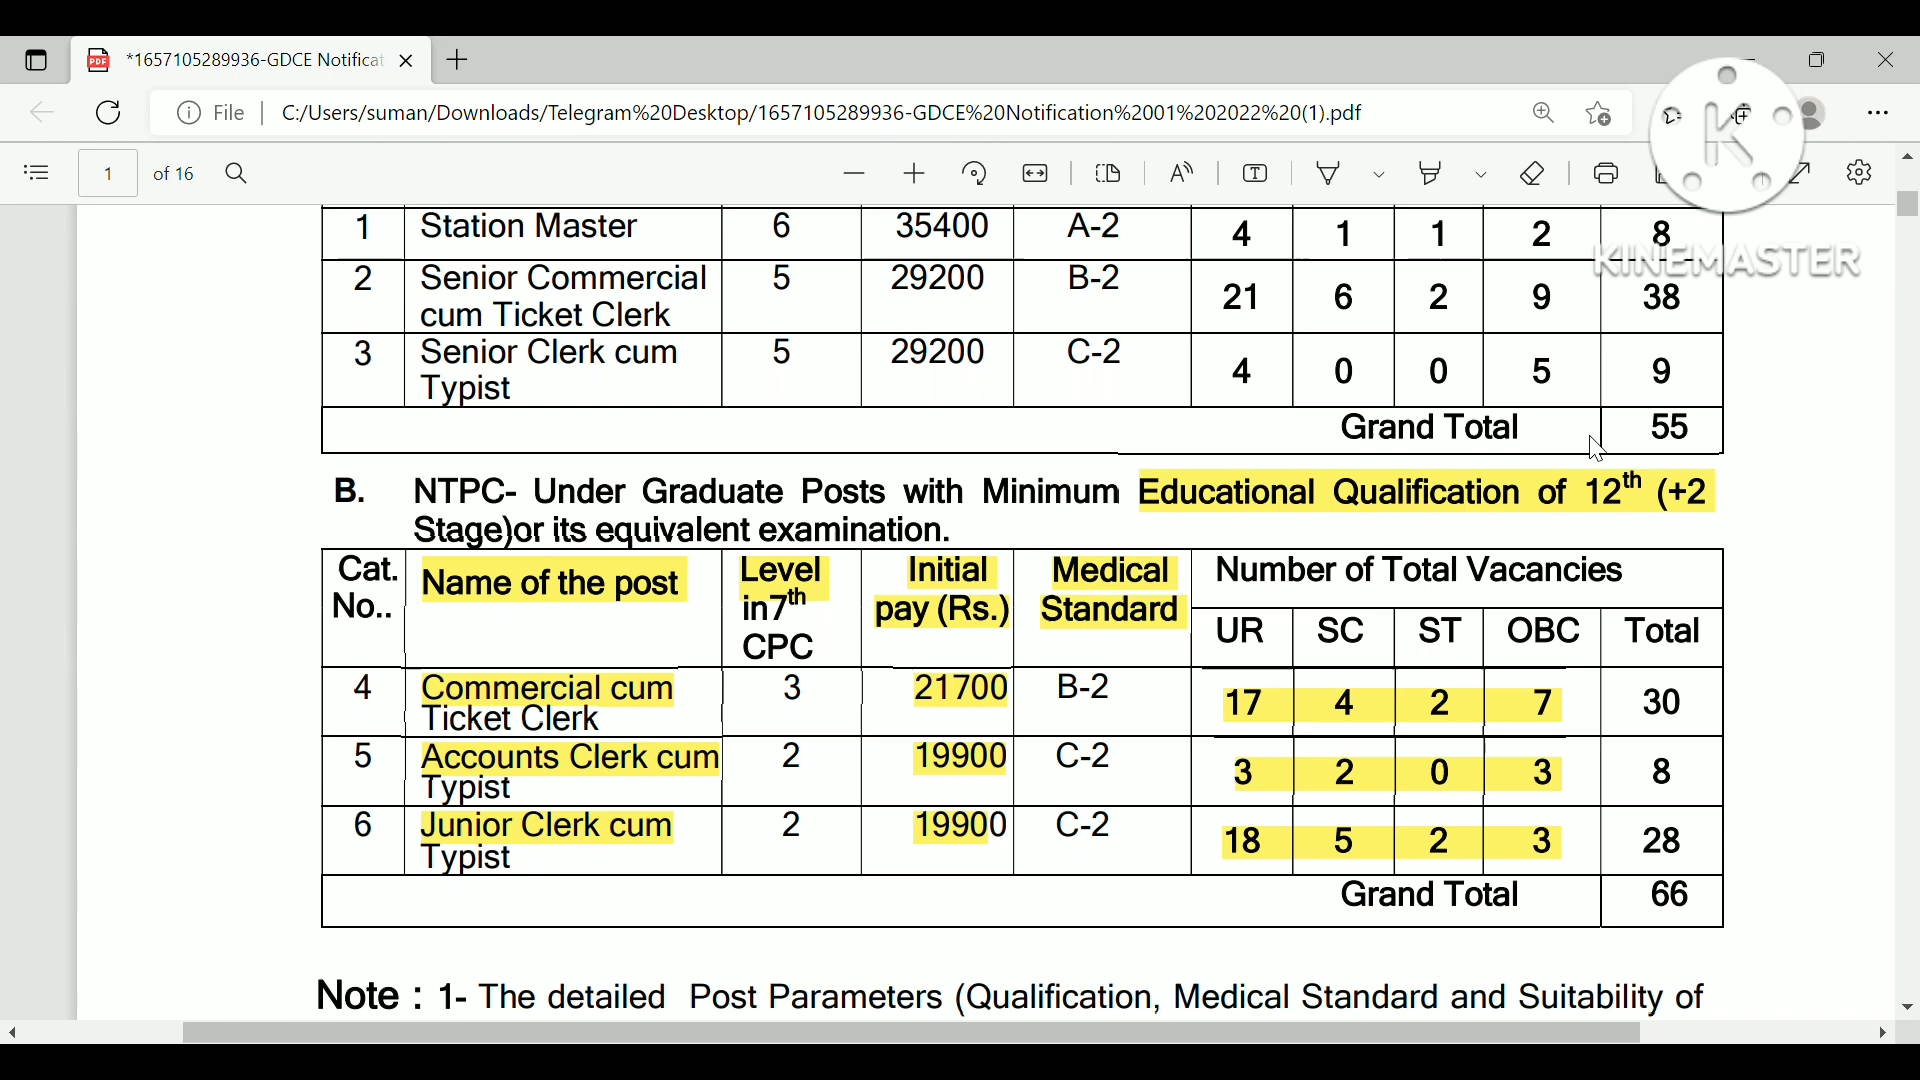 *1657105289936-GDCE Notificat
File C:/Users/suman/Downloads/Telegram%20Desktop/1657105289936-GDCE%20Notification%2001%202022%20(1).pdf
1 of 16
K
KINEMASTER
1 Station Master 6 35400 A-2 4 1 1 2 8
2 Senior Commercial cum Ticket Clerk 5 29200 B-2 21 6 2 9 38
3 Senior Clerk cum Typist 5 29200 C-2 4 0 0 5 9
Grand Total 55
B. NTPC- Under Graduate Posts with Minimum Educational Qualification of 12th (+2
Stage)or its equivalent examination.
Cat. No.. Name of the post Level in7th CPC Initial pay (Rs.) Medical Standard Number of Total Vacancies
UR SC ST OBC Total
4 Commercial cum Ticket Clerk 3 21700 B-2 17 4 2 7 30
5 Accounts Clerk cum Typist 2 19900 C-2 3 2 0 3 8
6 Junior Clerk cum Typist 2 19900 C-2 18 5 2 3 28
Grand Total 66
Note : 1- The detailed Post Parameters (Qualification, Medical Standard and Suitability of